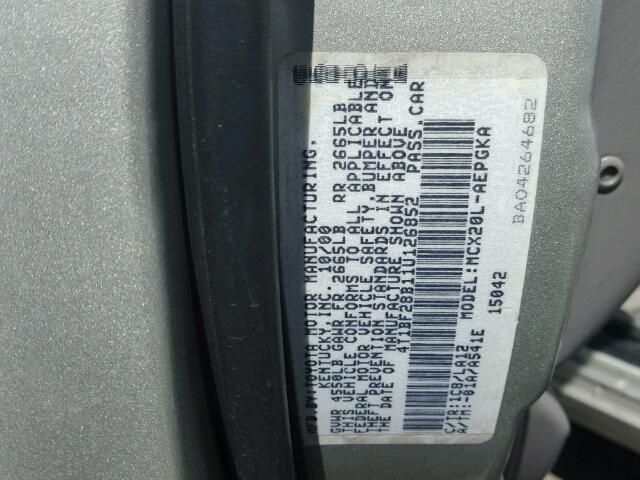 MFD.BY:TOYOTA MOTOR MANUFACTURING,
KENTUCKY,INC. 10/00
GVWR 4500LB GAWR FR 2665LB RR 2665LB
THIS VEHICLE CONFORMS TO ALL APPLICABLE
FEDERAL MOTOR VEHICLE SAFETY,BUMPER AND
THEFT PREVENTION STANDARDS IN EFFECT ON
THE DATE OF MANUFACTURE SHOWN ABOVE
4T1BF28B11U126852 PASS.CAR
C/TR:1C8/LA12 MODEL:MCX20L-AEPGKA
A/TM:-01A/A541E 15042
BA04264682